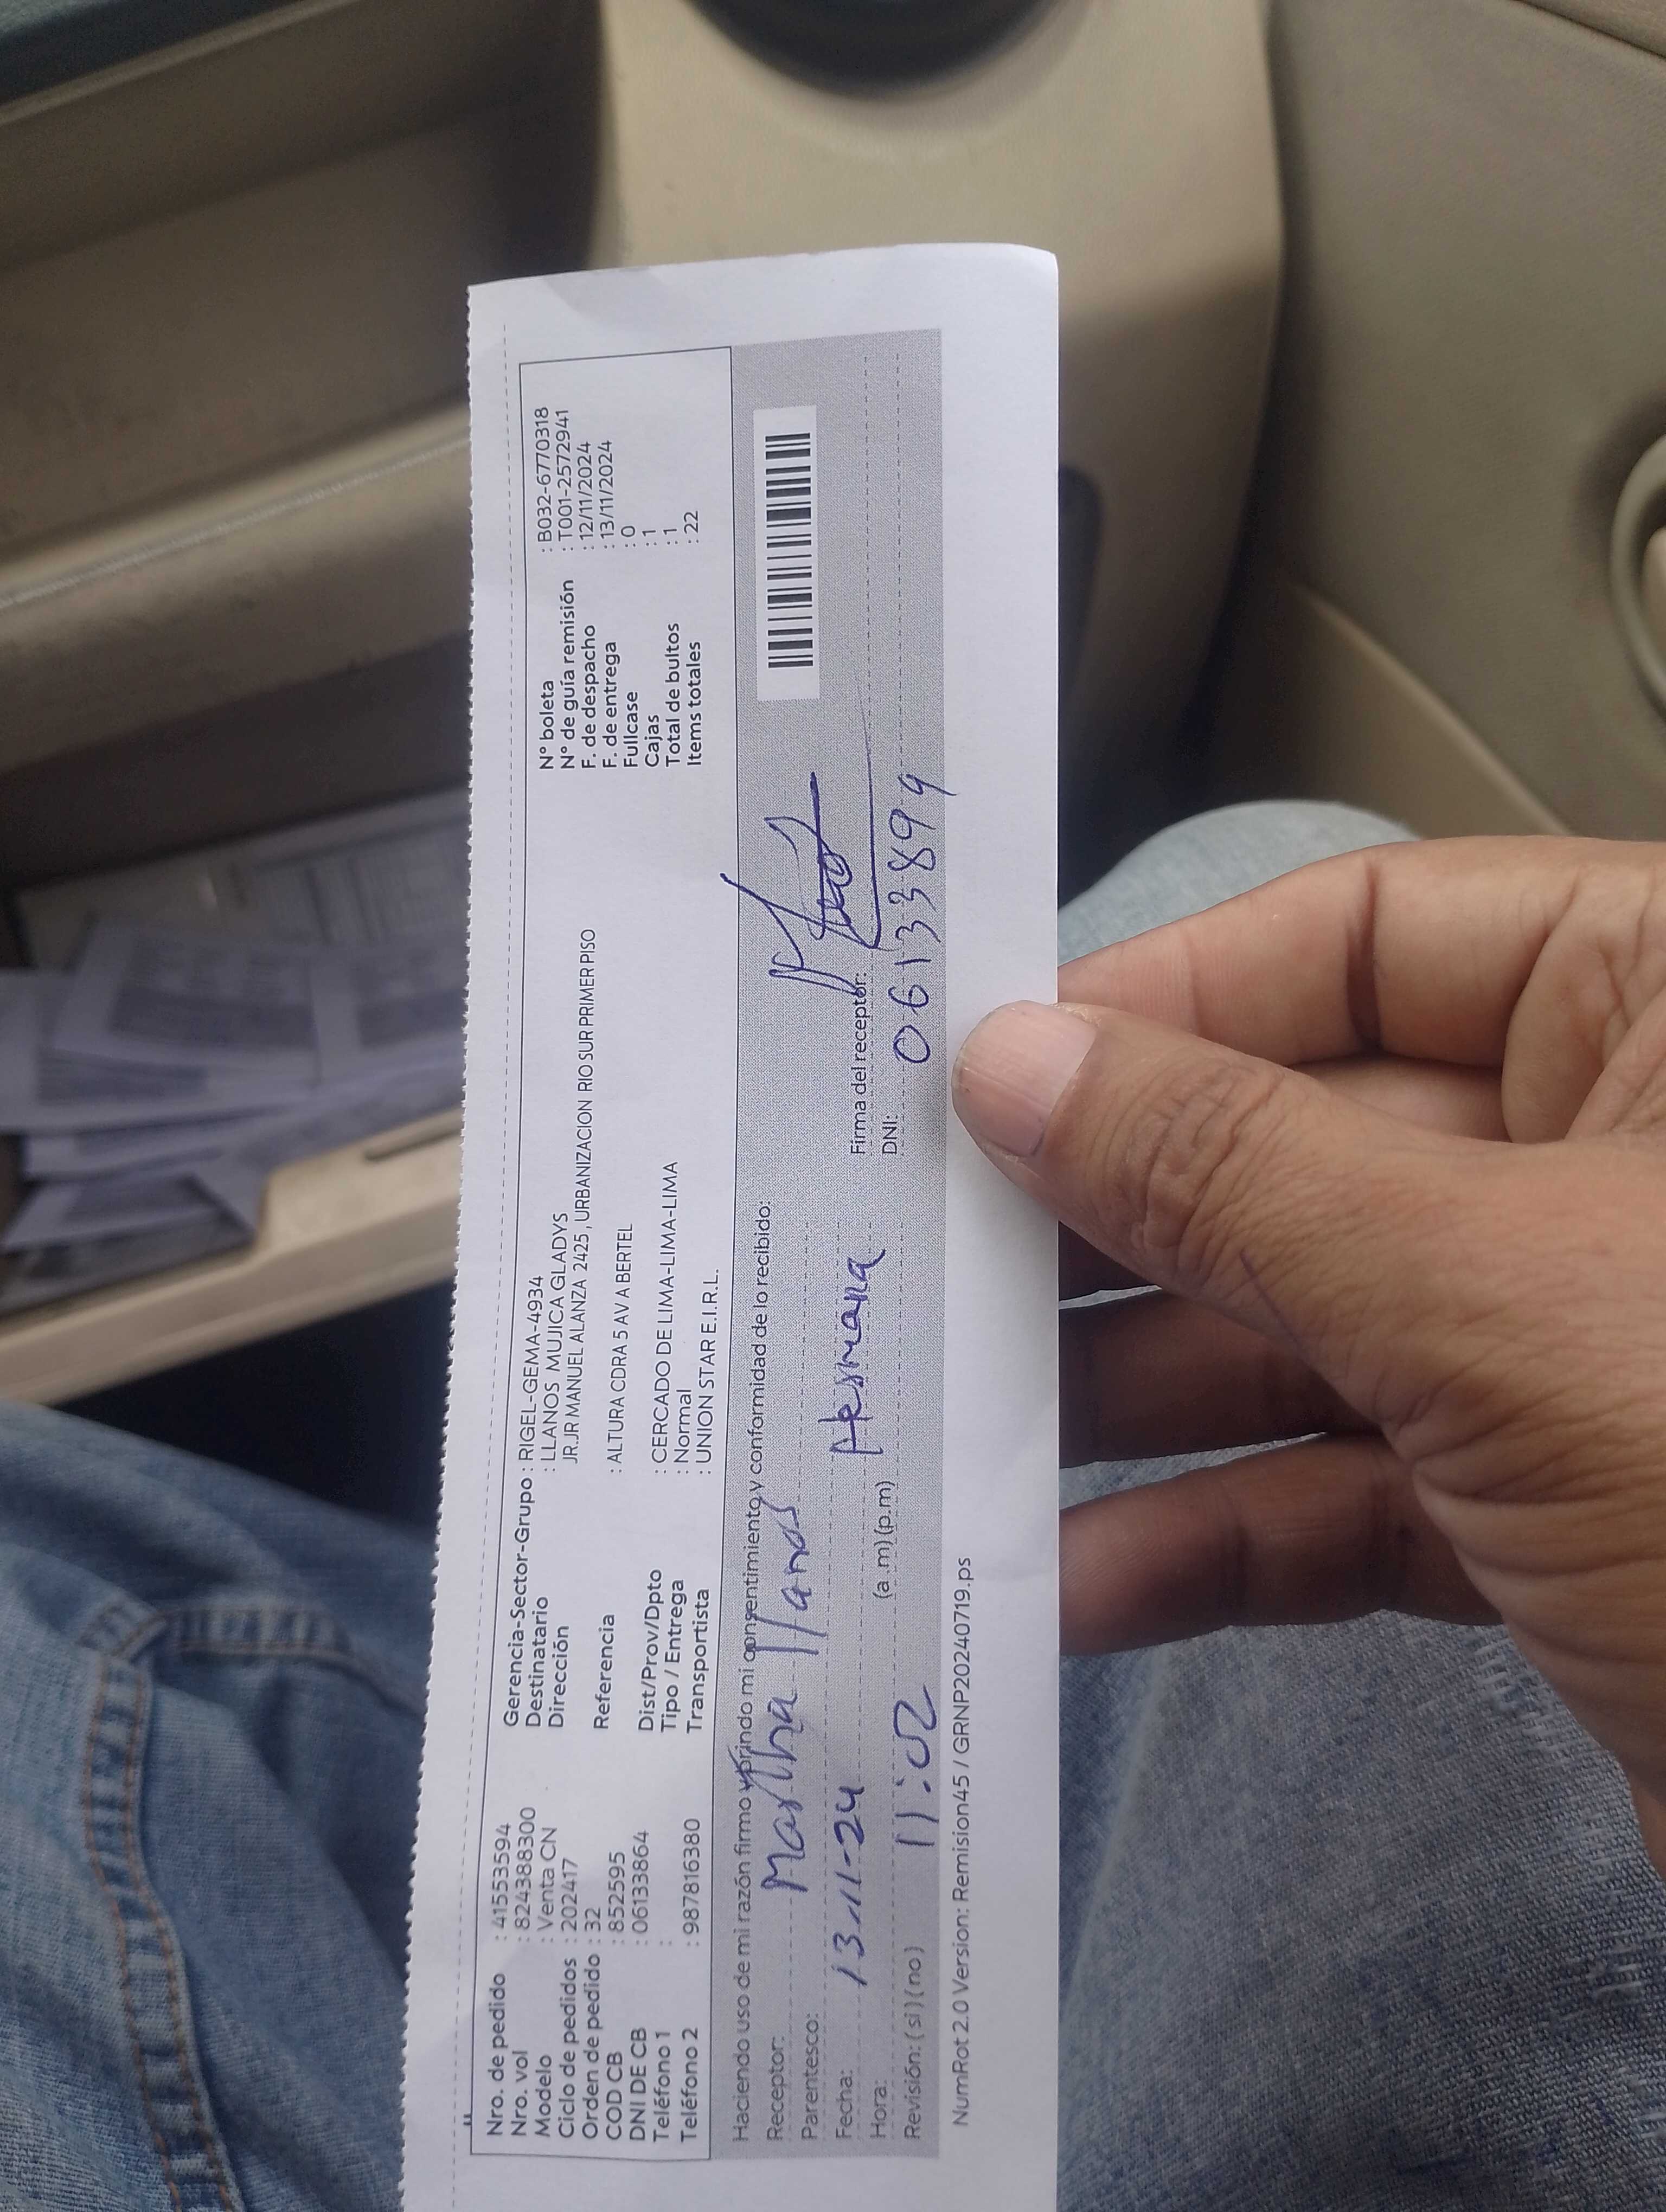 Nro. de pedido : 41553594
Nro. vol : 8243888300
Modelo : Venta CN
Ciclo de pedidos : 202417
Orden de pedido : 32
COD CB : 852595
DNI DE CB : 06133864
Teléfono 1 :
Teléfono 2 : 987816380
Gerencia-Sector-Grupo : RIGEL-GEMA-4934
Destinatario : LLANOS MUJICA GLADYS
Dirección JR.JR MANUEL ALANZA 2425 , URBANIZACION RIO SUR PRIMER PISO
Referencia : ALTURA CDRA 5 AV A BERTEL
Dist/Prov/Dpto : CERCADO DE LIMA-LIMA-LIMA
Tipo / Entrega : Normal
Transportista : UNION STAR E.I.R.L.
N° boleta : B032-6770318
N° de guía remisión : T001-2572941
F. de despacho : 12/11/2024
F. de entrega : 13/11/2024
Fullcase : 0
Cajas : 1
Total de bultos : 1
Items totales : 22
Haciendo uso de mi razón firmo y brindo mi consentimiento y conformidad de lo recibido:
Receptor: Martha llanos
Parentesco: Hermana
Fecha: 13-11-24
Hora: 11:02 (a.m) (p.m)
Revisión: (si) (no)
Firma del receptor:
DNI: 06133899
NumRot 2.0 Version: Remision45 / GRNP20240719.ps